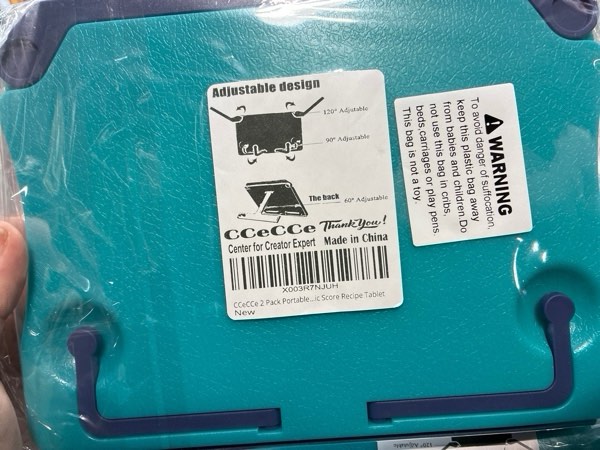 Adjustable design
120° Adjustable
90° Adjustable
The back 60° Adjustable
CCeCCe Thank You!
Center for Creator Expert Made in China
X003R7NJUH
CCeCCe 2 Pack Portable...ic Score Recipe Tablet
New
WARNING
To avoid danger of suffocation,
keep this plastic bag away
from babies and children.Do
not use this bag in cribs,
beds,carriages or play pens.
This bag is not a toy.
120° Adjustable